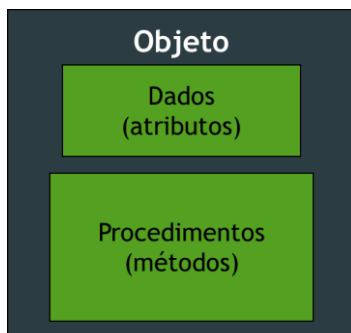 Objeto
Dados
(atributos)
Procedimentos
(métodos)